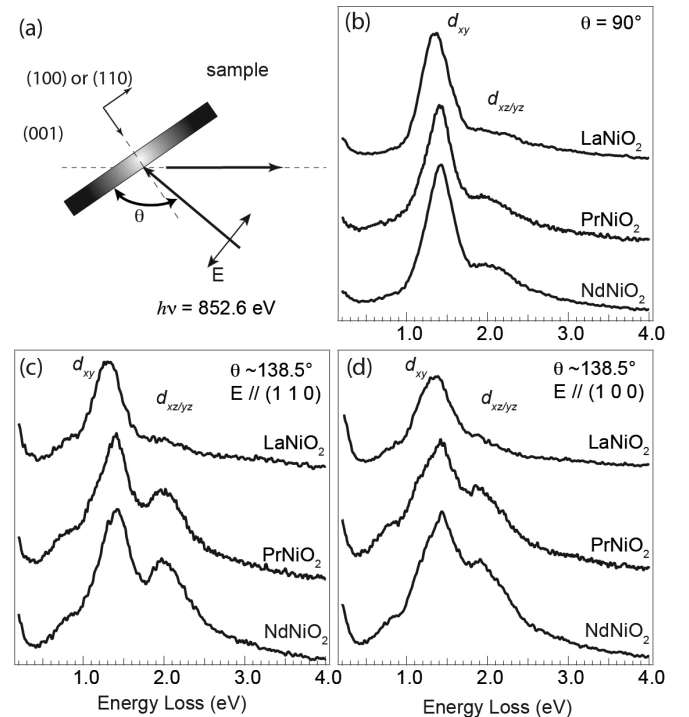 (a)
(100) or (110)
sample
(001)
θ
E
hν = 852.6 eV
(b)
d_xy
θ = 90°
d_xz/yz
LaNiO₂
PrNiO₂
NdNiO₂
1.0 2.0 3.0 4.0
(c)
d_xy
θ ~138.5°
E // (1 1 0)
d_xz/yz
LaNiO₂
PrNiO₂
NdNiO₂
1.0 2.0 3.0 4.0
Energy Loss (eV)
(d)
d_xy
θ ~138.5°
E // (1 0 0)
d_xz/yz
LaNiO₂
PrNiO₂
NdNiO₂
1.0 2.0 3.0 4.0
Energy Loss (eV)